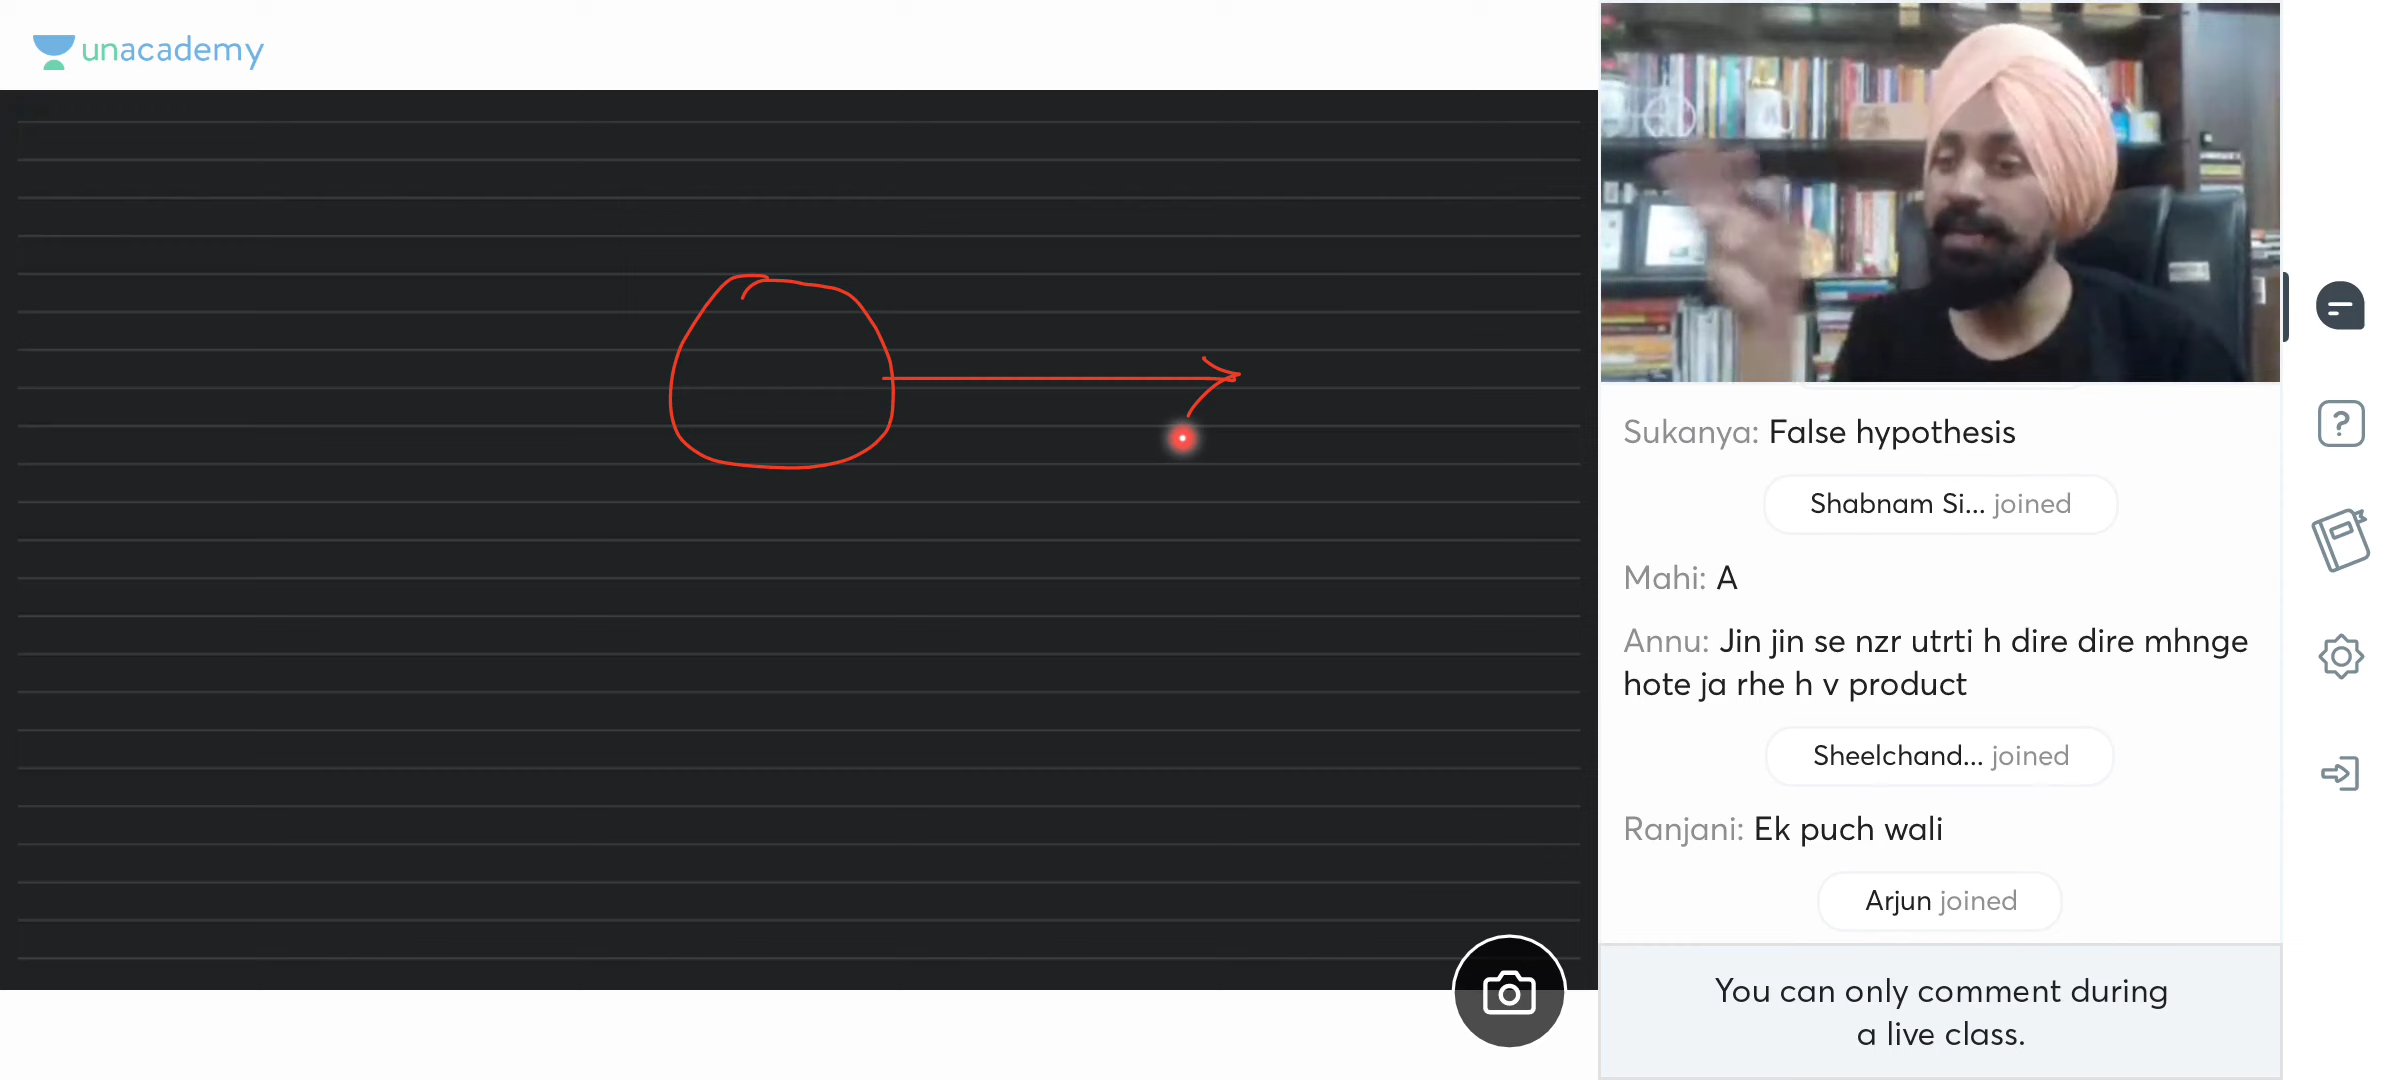 unacademy
Sukanya: False hypothesis
Shabnam Si... joined
Mahi: A
Annu: Jin jin se nzr utrti h dire dire mhnge
hote ja rhe h v product
Sheelchand... joined
Ranjani: Ek puch wali
Arjun joined
You can only comment during
a live class.